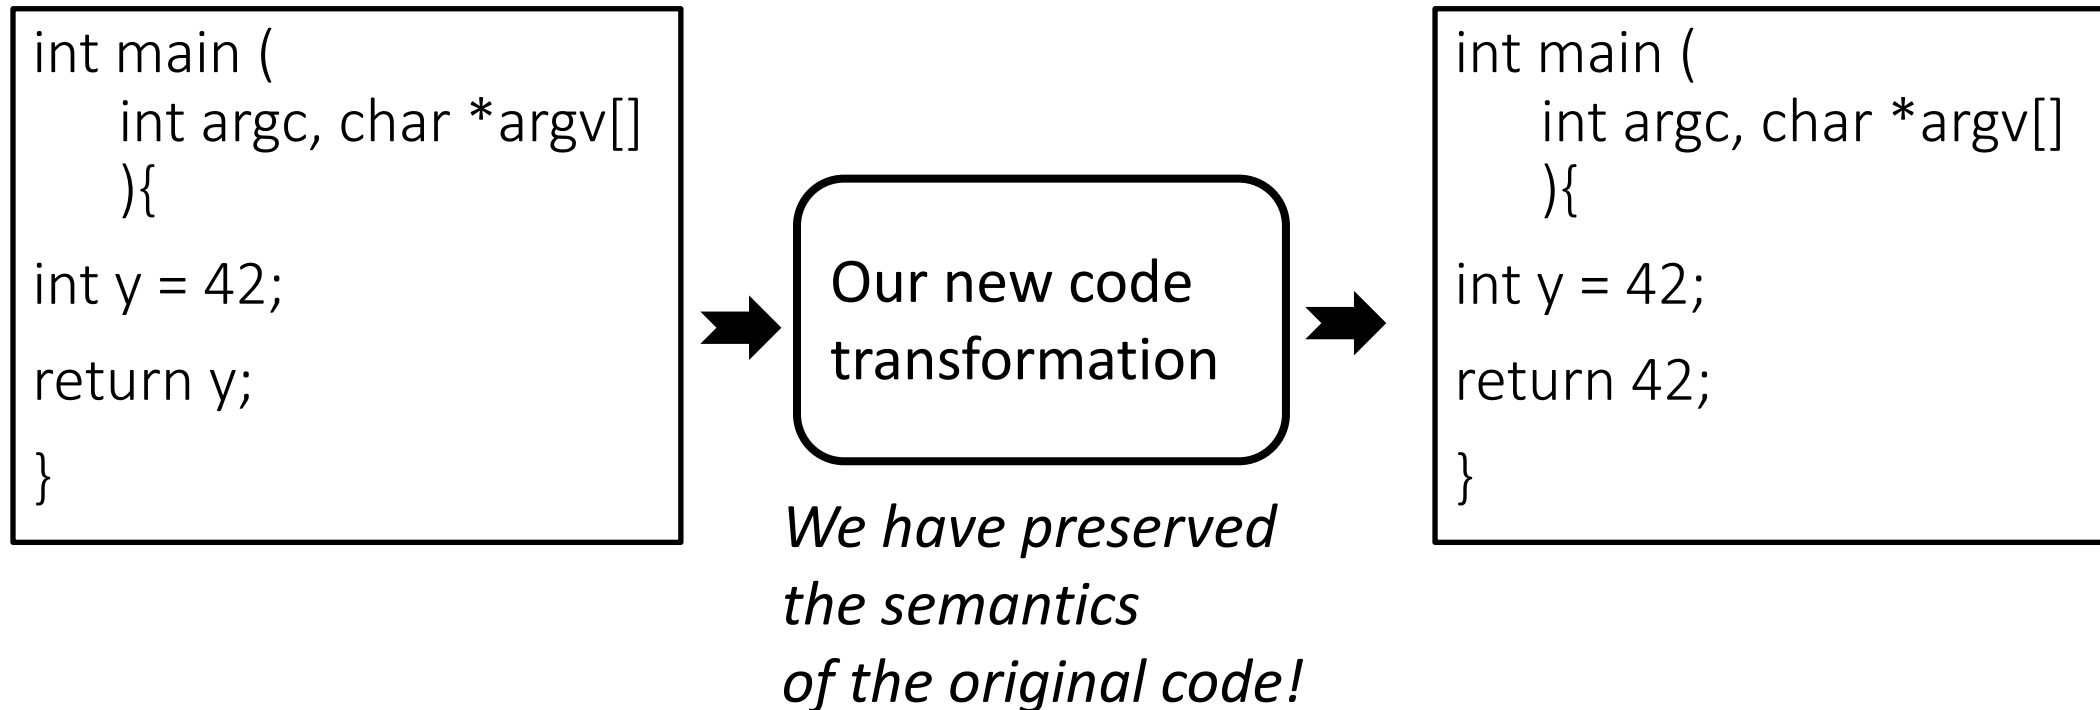 int main (
int argc, char *argv[]
){
int y = 42;
return y;
}
Our new code
transformation
We have preserved
the semantics
of the original code!
int main (
int argc, char *argv[]
){
int y = 42;
return 42;
}